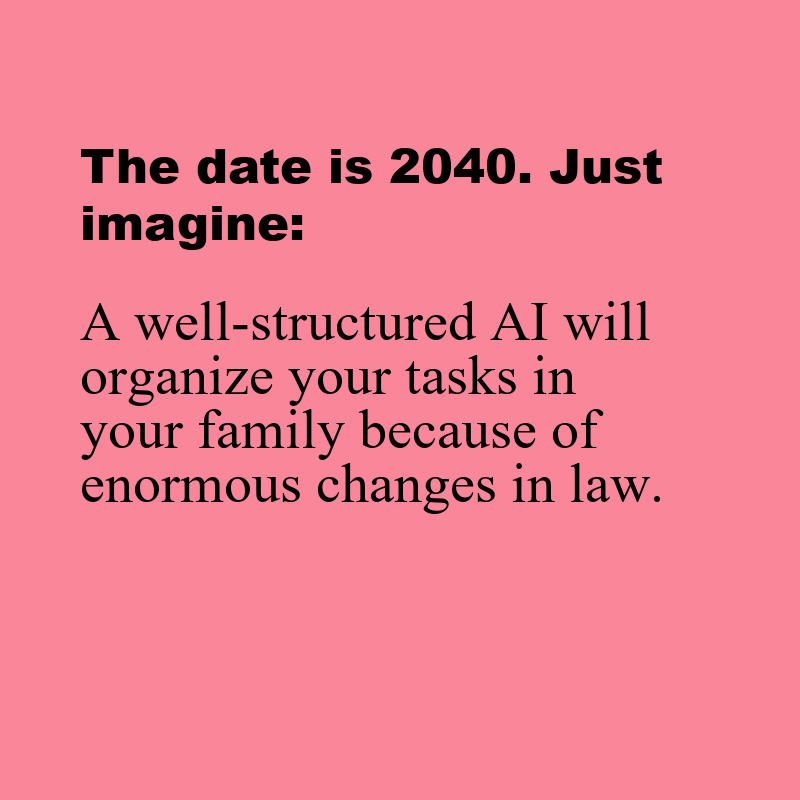 The date is 2040. Just
imagine:
A well-structured AI will
organize your tasks in
your family because of
enormous changes in law.